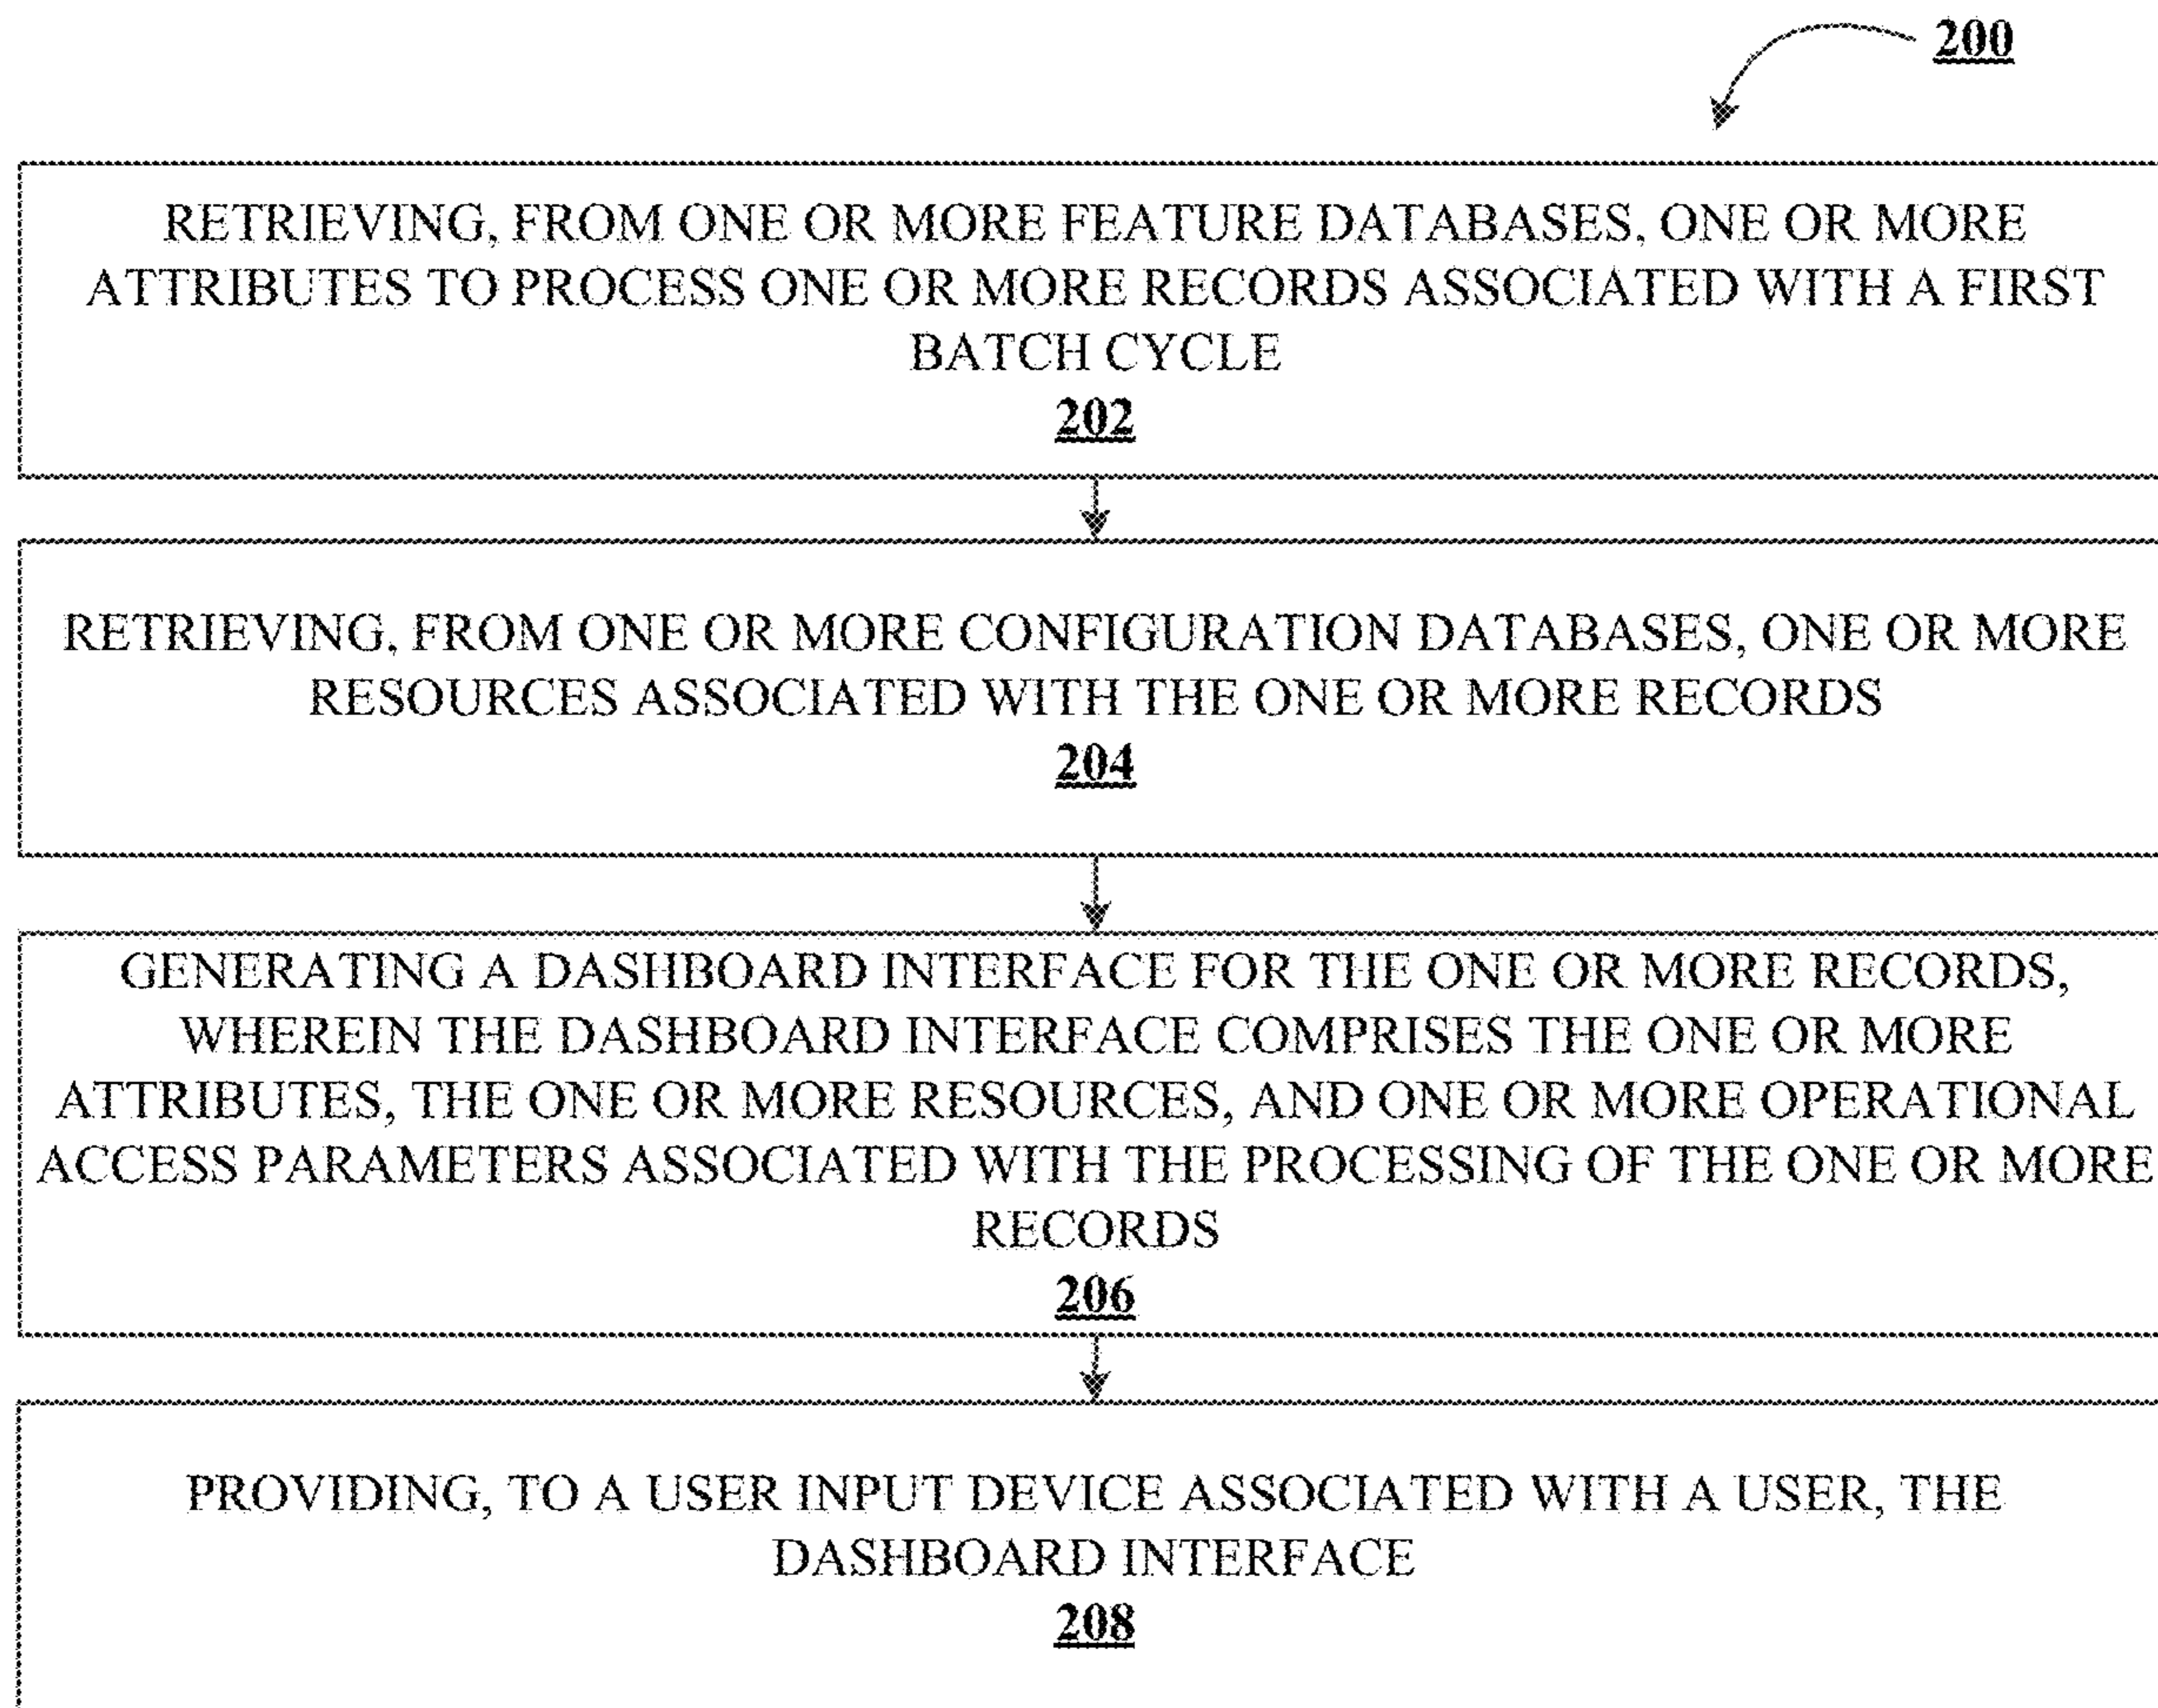 200
RETRIEVING, FROM ONE OR MORE FEATURE DATABASES, ONE OR MORE
ATTRIBUTES TO PROCESS ONE OR MORE RECORDS ASSOCIATED WITH A FIRST
BATCH CYCLE
202
RETRIEVING, FROM ONE OR MORE CONFIGURATION DATABASES, ONE OR MORE
RESOURCES ASSOCIATED WITH THE ONE OR MORE RECORDS
204
GENERATING A DASHBOARD INTERFACE FOR THE ONE OR MORE RECORDS,
WHEREIN THE DASHBOARD INTERFACE COMPRISES THE ONE OR MORE
ATTRIBUTES, THE ONE OR MORE RESOURCES, AND ONE OR MORE OPERATIONAL
ACCESS PARAMETERS ASSOCIATED WITH THE PROCESSING OF THE ONE OR MORE
RECORDS
206
PROVIDING, TO A USER INPUT DEVICE ASSOCIATED WITH A USER, THE
DASHBOARD INTERFACE
208